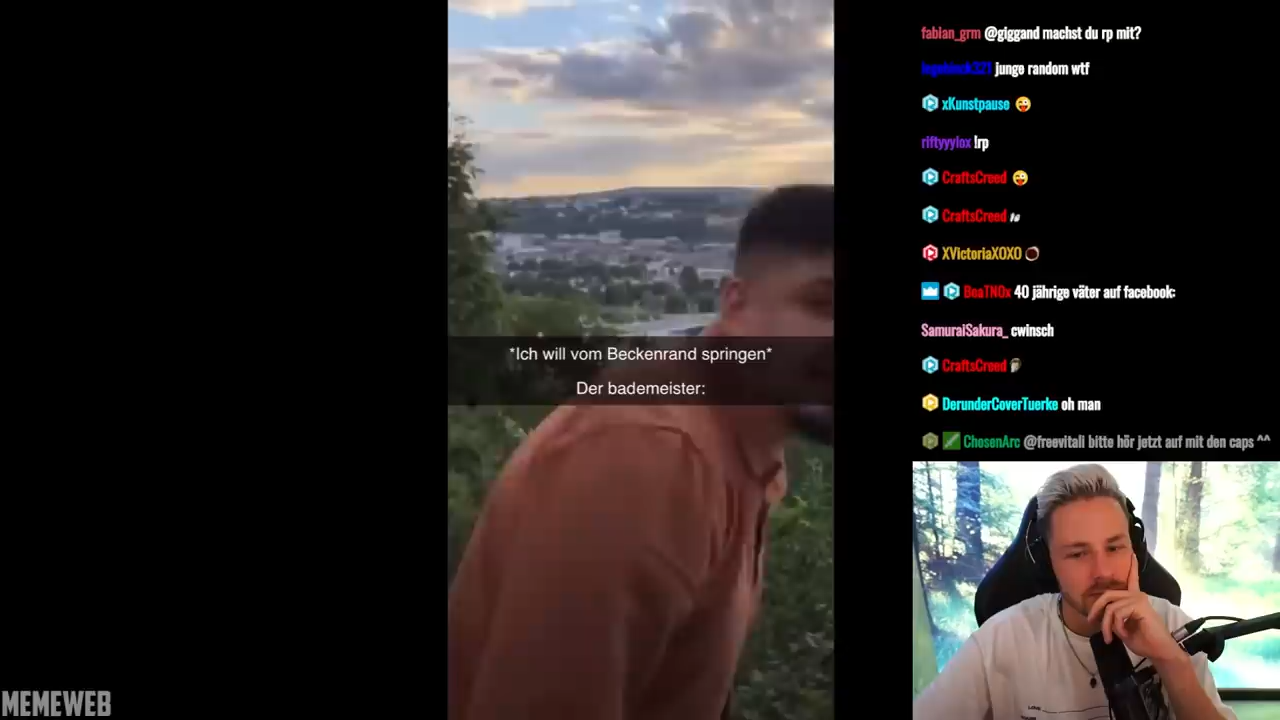 fabian_grm @giggand machst du rp mit?
junge random wtf
xKunstpause
riftyyylox !rp
CraftsCreed
CraftsCreed
XVictoriaXOXO
BeaTNOx 40 jährige väter auf facebook:
SamuraiSakura_ cwinsch
CraftsCreed
DerunderCoverTuerke oh man
ChosenArc @freevitali bitte hör jetzt auf mit den caps ^^
*Ich will vom Beckenrand springen*
Der bademeister:
MEMEWEB